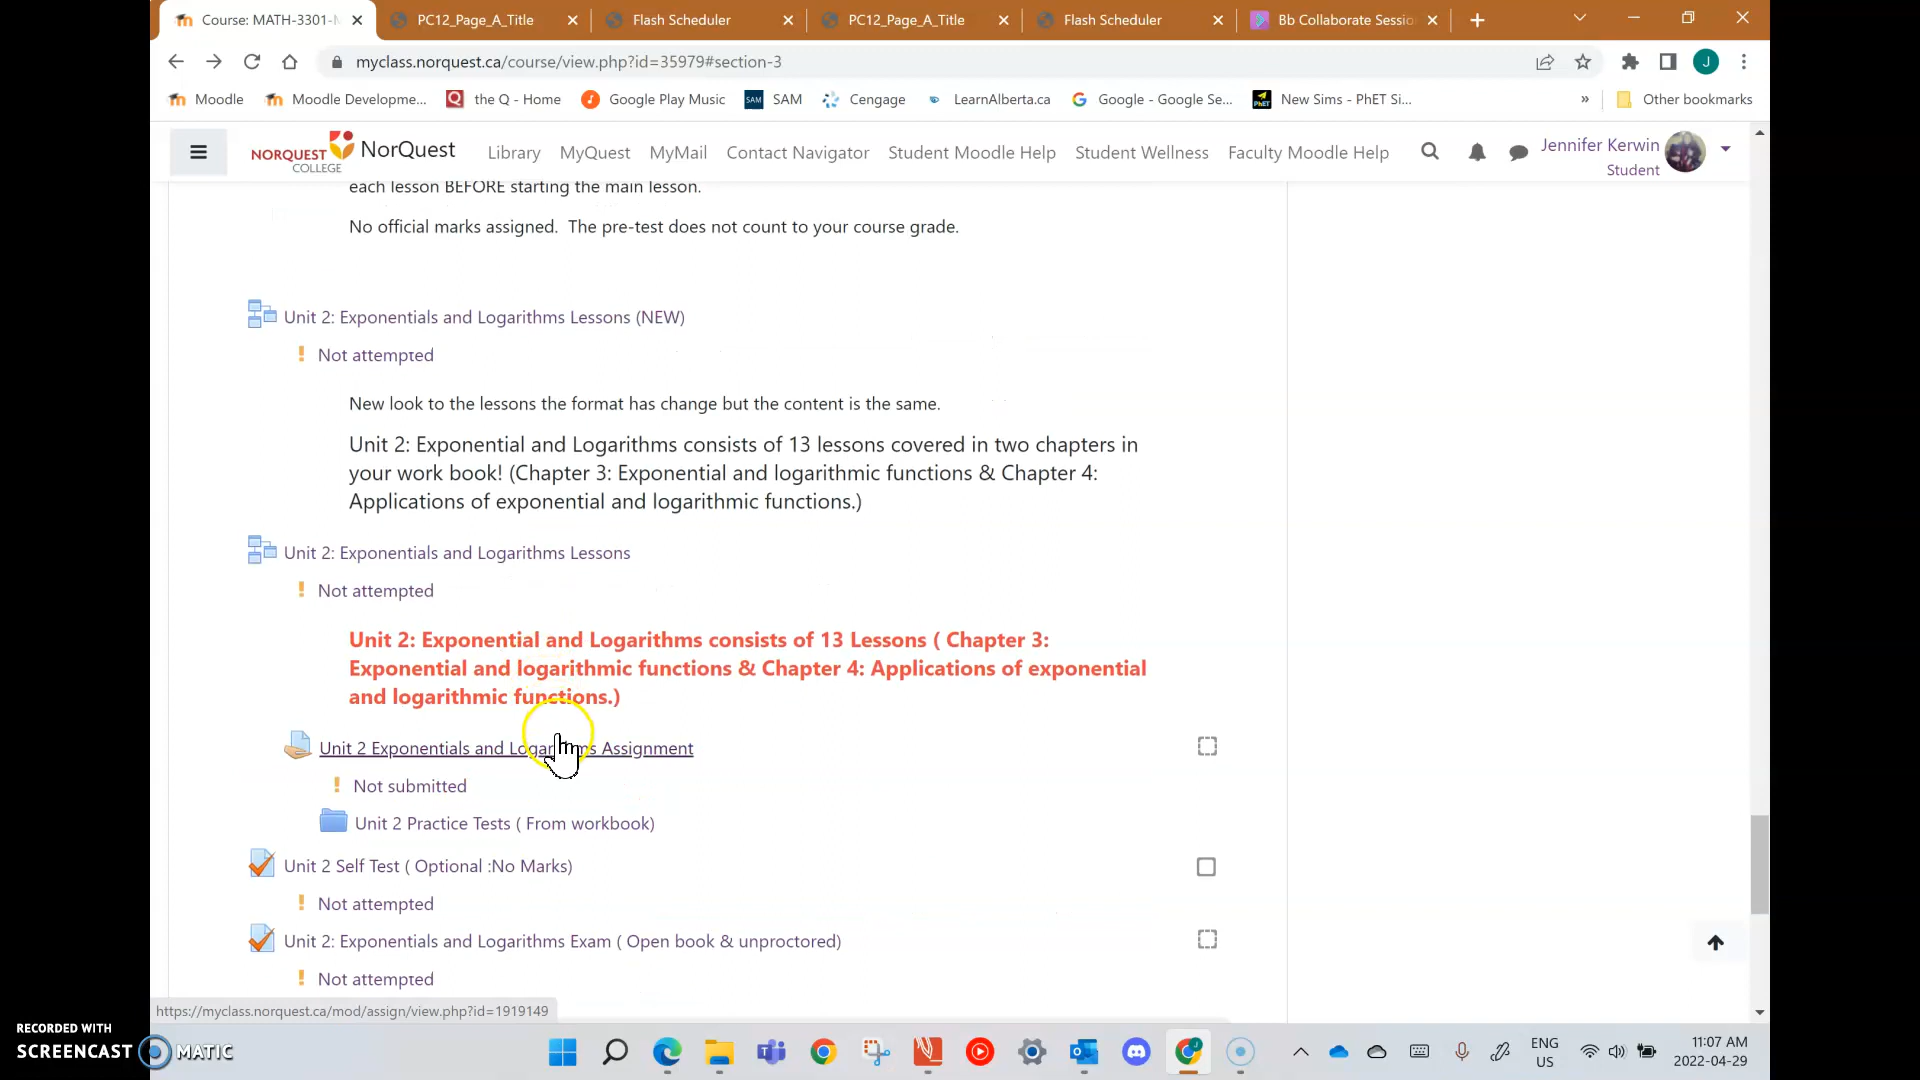 Course: MATH-3301-
PC12_Page_A_Title
Flash Scheduler
PC12_Page_A_Title
Flash Scheduler
Bb Collaborate Sessio
myclass.norquest.ca/course/view.php?id=35979#section-3
J
Moodle
Moodle Developme...
the Q - Home
Google Play Music
SAM SAM
Cengage
LearnAlberta.ca
Google - Google Se...
PhET New Sims - PhET Si...
»
Other bookmarks
NORQUEST COLLEGE
NorQuest
Library
MyQuest
MyMail
Contact Navigator
Student Moodle Help
Student Wellness
Faculty Moodle Help
Jennifer Kerwin
Student
each lesson BEFORE starting the main lesson.
No official marks assigned. The pre-test does not count to your course grade.
Unit 2: Exponentials and Logarithms Lessons (NEW)
! Not attempted
New look to the lessons the format has change but the content is the same.
Unit 2: Exponential and Logarithms consists of 13 lessons covered in two chapters in
your work book! (Chapter 3: Exponential and logarithmic functions & Chapter 4:
Applications of exponential and logarithmic functions.)
Unit 2: Exponentials and Logarithms Lessons
! Not attempted
Unit 2: Exponential and Logarithms consists of 13 Lessons ( Chapter 3:
Exponential and logarithmic functions & Chapter 4: Applications of exponential
and logarithmic functions.)
Unit 2 Exponentials and Logarithms Assignment
! Not submitted
Unit 2 Practice Tests ( From workbook)
Unit 2 Self Test ( Optional :No Marks)
! Not attempted
Unit 2: Exponentials and Logarithms Exam ( Open book & unproctored)
! Not attempted
https://myclass.norquest.ca/mod/assign/view.php?id=1919149
RECORDED WITH
SCREENCAST MATIC
ENG
US
11:07 AM
2022-04-29